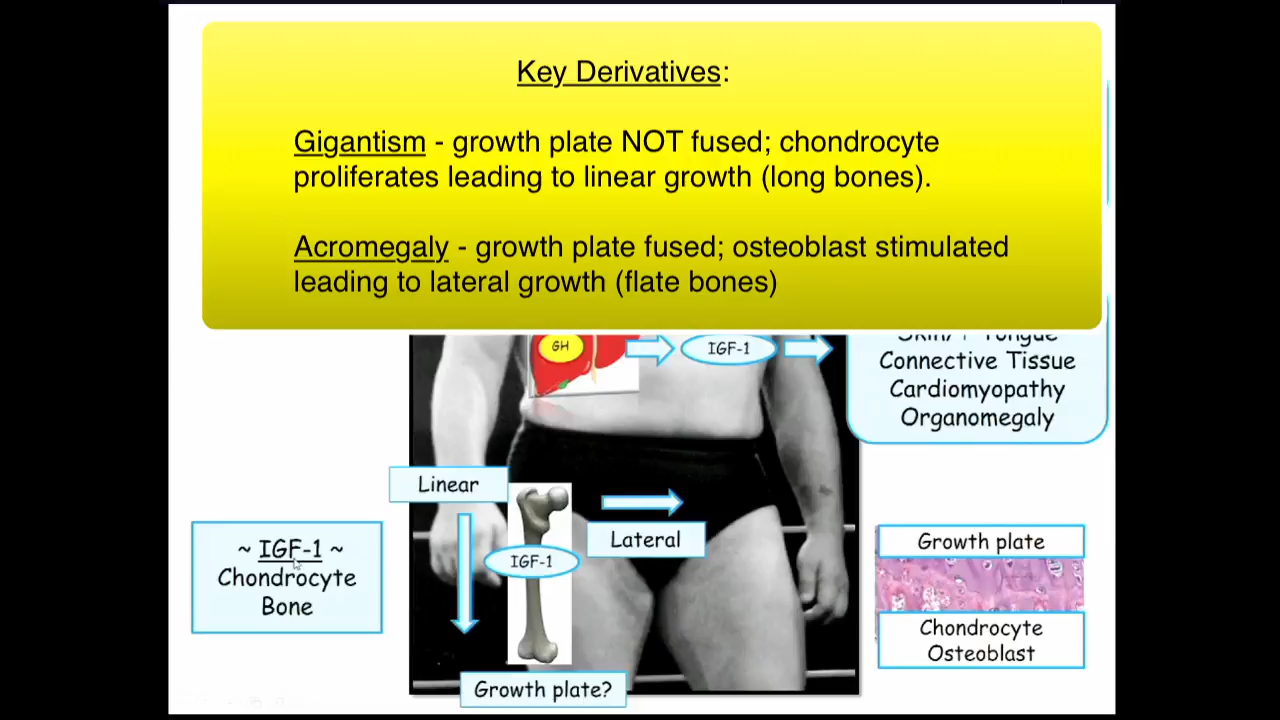 Key Derivatives:
Gigantism - growth plate NOT fused; chondrocyte
proliferates leading to linear growth (long bones).
Acromegaly - growth plate fused; osteoblast stimulated
leading to lateral growth (flate bones)
GH
IGF-1
Tongue
Connective Tissue
Cardiomyopathy
Organomegaly
Linear
Lateral
~ IGF-1 ~
Chondrocyte
Bone
IGF-1
Growth plate
Chondrocyte
Osteoblast
Growth plate?